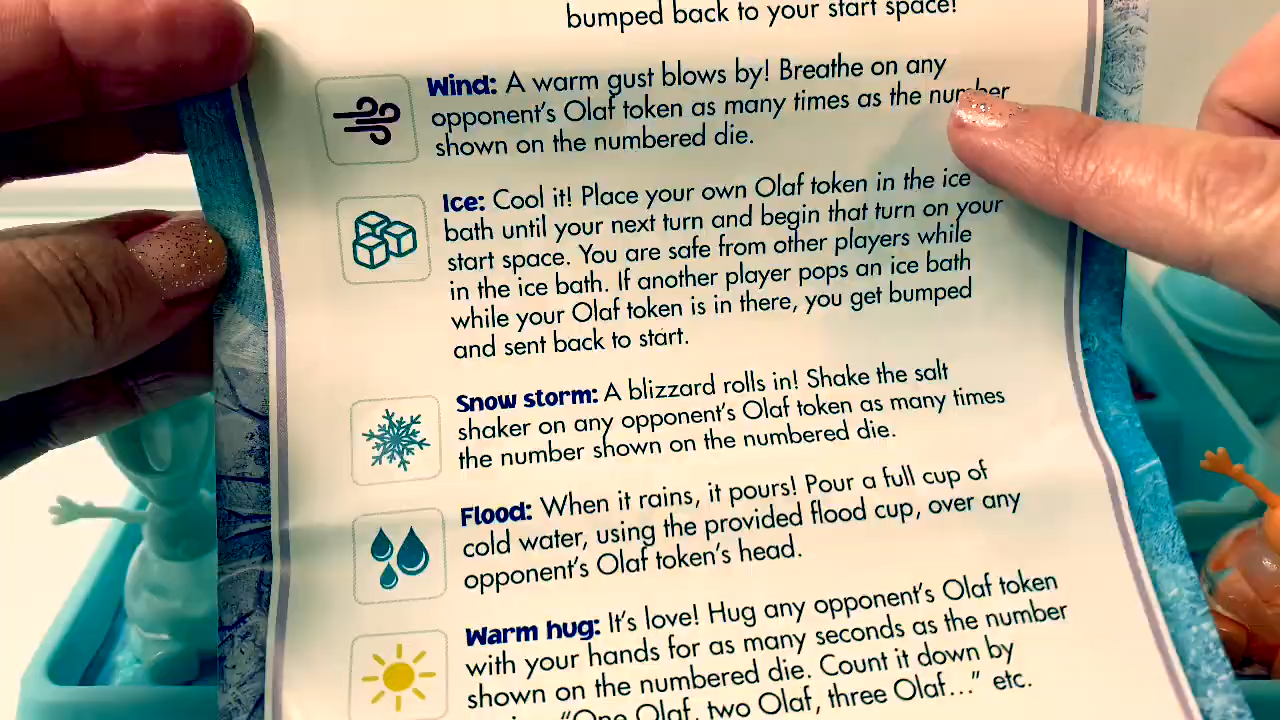 bumped back to your start space!
Wind: A warm gust blows by! Breathe on any
opponent's Olaf token as many times as the number
shown on the numbered die.
Ice: Cool it! Place your own Olaf token in the ice
bath until your next turn and begin that turn on your
start space. You are safe from other players while
in the ice bath. If another player pops an ice bath
while your Olaf token is in there, you get bumped
and sent back to start.
Snow storm: A blizzard rolls in! Shake the salt
shaker on any opponent's Olaf token as many times
the number shown on the numbered die.
Flood: When it rains, it pours! Pour a full cup of
cold water, using the provided flood cup, over any
opponent's Olaf token's head.
Warm hug: It's love! Hug any opponent's Olaf token
with your hands for as many seconds as the number
shown on the numbered die. Count it down by
"One Olaf, two Olaf, three Olaf..." etc.